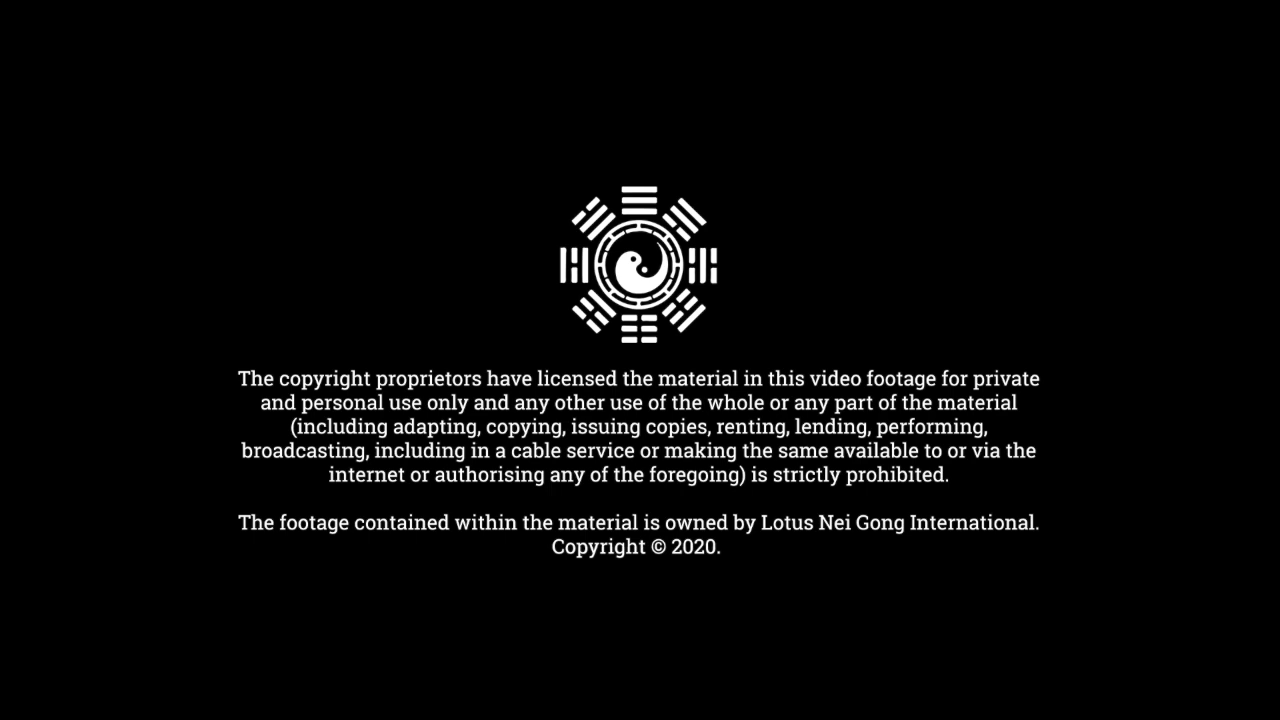 The copyright proprietors have licensed the material in this video footage for private
and personal use only and any other use of the whole or any part of the material
(including adapting, copying, issuing copies, renting, lending, performing,
broadcasting, including in a cable service or making the same available to or via the
internet or authorising any of the foregoing) is strictly prohibited.
The footage contained within the material is owned by Lotus Nei Gong International.
Copyright © 2020.